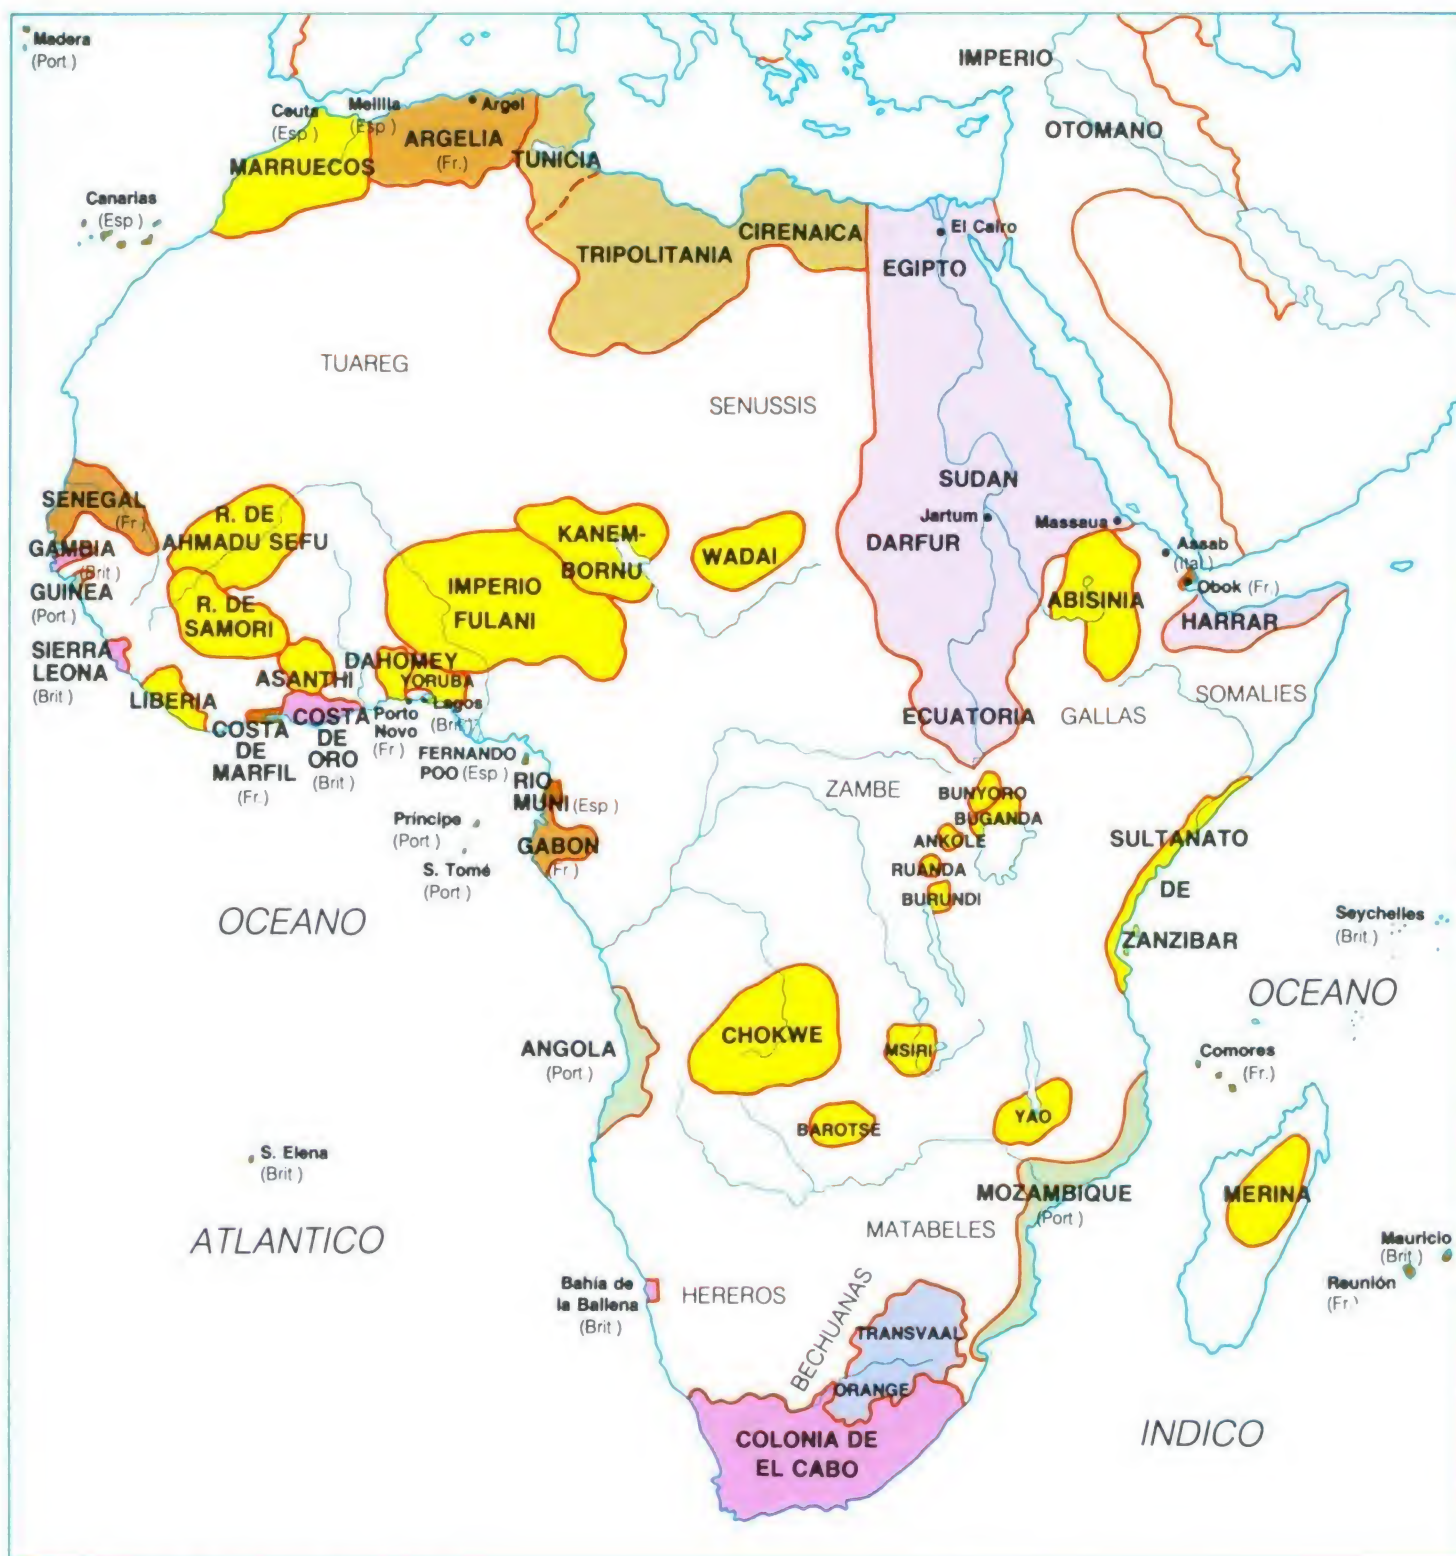 Madera
(Port.)
IMPERIO
OTOMANO
Ceuta
(Esp.)
Melilla
(Esp.)
Argel
ARGELIA
(Fr.)
TUNICIA
MARRUECOS
Canarias
(Esp.)
TRIPOLITANIA
CIRENAICA
El Cairo
EGIPTO
TUAREG
SENUSSIS
SENEGAL
(Fr.)
R. DE
AHMADU SEFU
GAMBIA
(Brit.)
GUINEA
(Port.)
R. DE
SAMORI
SIERRA
LEONA
(Brit.)
LIBERIA
ASANTHI
COSTA
DE
MARFIL
(Fr.)
COSTA
DE
ORO
(Brit.)
DAHOMEY
YORUBA
Porto
Novo
(Fr.)
Lagos
(Brit.)
IMPERIO
FULANI
KANEM-
BORNU
WADAI
SUDAN
Jartum
DARFUR
Massaua
Assab
(Ital.)
Obok (Fr.)
ABISINIA
HARRAR
SOMALIES
GALLAS
ECUATORIA
FERNANDO
POO (Esp.)
RIO
MUNI (Esp.)
Príncipe
(Port.)
S. Tomé
(Port.)
GABON
(Fr.)
ZAMBE
BUNYORO
BUGANDA
ANKOLE
RUANDA
BURUNDI
SULTANATO
DE
ZANZIBAR
Seychelles
(Brit.)
OCEANO
OCEANO
ANGOLA
(Port.)
CHOKWE
MSIRI
Comores
(Fr.)
BAROTSE
YAO
S. Elena
(Brit.)
MOZAMBIQUE
(Port.)
MERINA
ATLANTICO
MATABELES
Mauricio
(Brit.)
Reunión
(Fr.)
Bahía de
la Ballena
(Brit.)
HEREROS
BECHUANAS
TRANSVAAL
ORANGE
COLONIA DE
EL CABO
INDICO